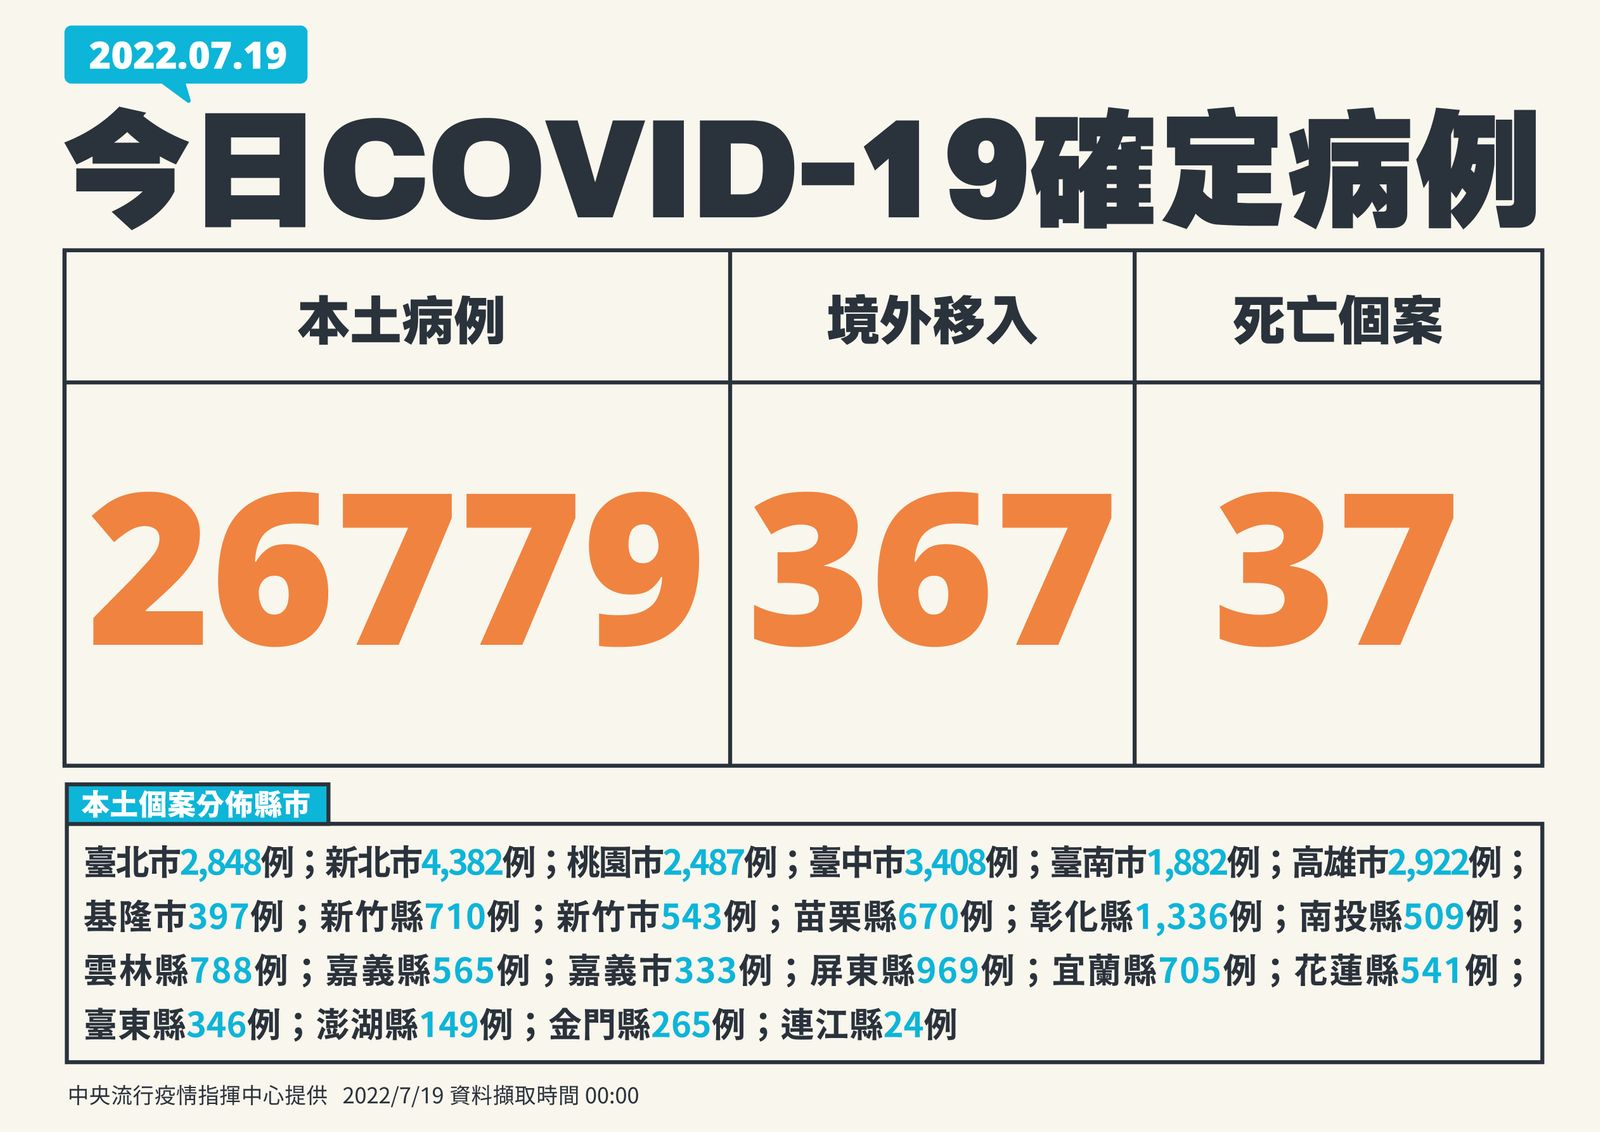 2022.07.19
今日COVID-19確定病例
本土病例 境外移入 死亡個案
26779 367 37
本土個案分佈縣市
臺北市2,848例；新北市4,382例；桃園市2,487例；臺中市3,408例；臺南市1,882例；高雄市2,922例；
基隆市397例；新竹縣710例；新竹市543例；苗栗縣670例；彰化縣1,336例；南投縣509例；
雲林縣788例；嘉義縣565例；嘉義市333例；屏東縣969例；宜蘭縣705例；花蓮縣541例；
臺東縣346例；澎湖縣149例；金門縣265例；連江縣24例
中央流行疫情指揮中心提供 2022/7/19 資料擷取時間 00:00